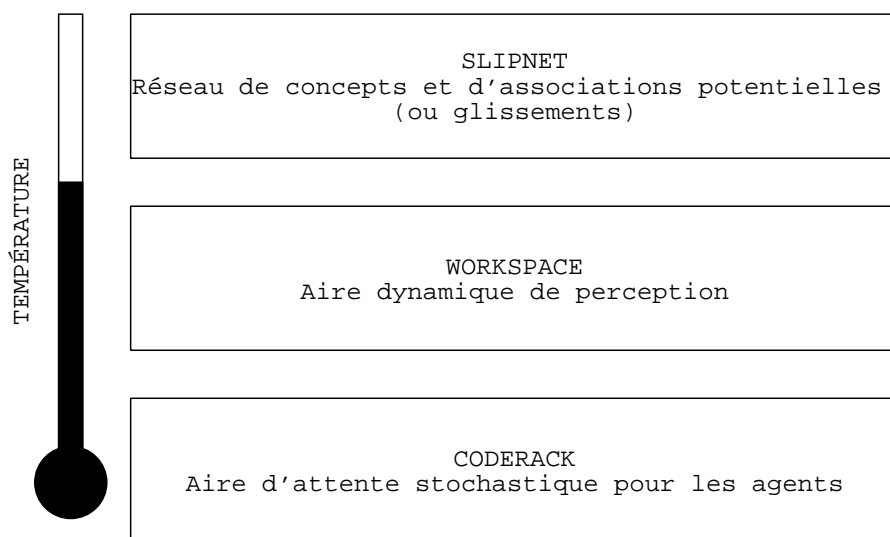 TEMPÉRATURE
SLIPNET
Réseau de concepts et d'associations potentielles
(ou glissements)
WORKSPACE
Aire dynamique de perception
CODERACK
Aire d'attente stochastique pour les agents